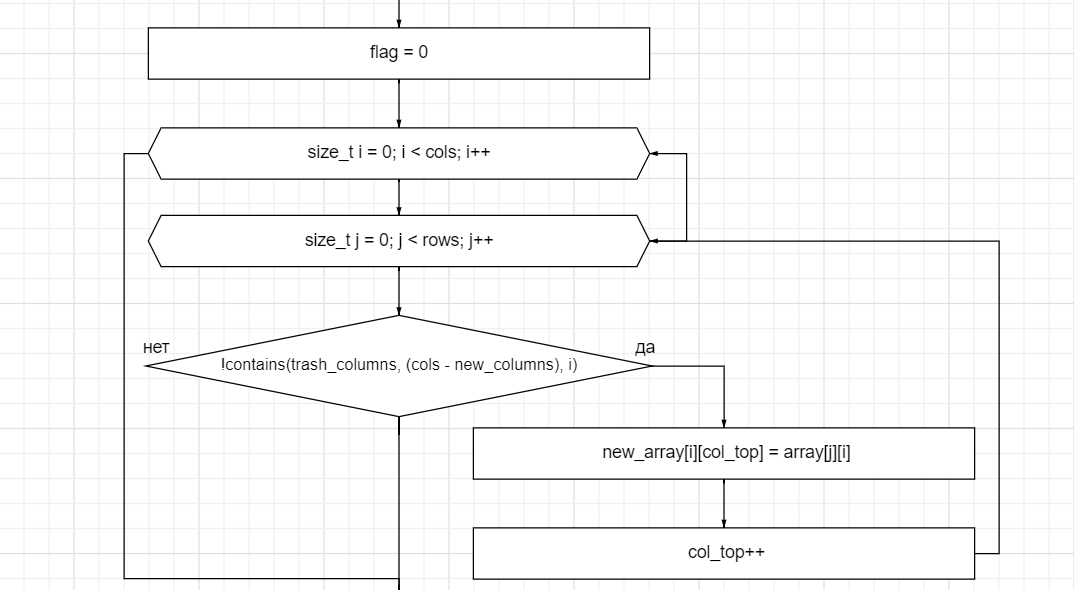 flag = 0
size_t i = 0; i < cols; i++
size_t j = 0; j < rows; j++
нет
да
!contains(trash_columns, (cols - new_columns), i)
new_array[i][col_top] = array[j][i]
col_top++